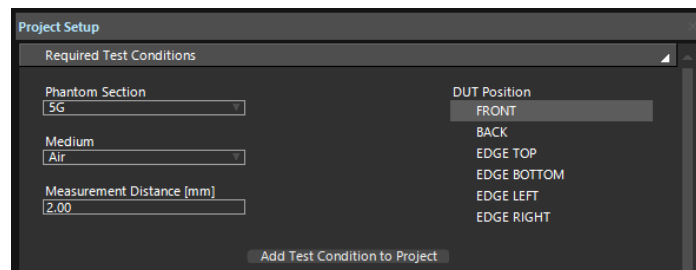 Project Setup
Required Test Conditions
Phantom Section
5G
Medium
Air
Measurement Distance [mm]
2.00
DUT Position
FRONT
BACK
EDGE TOP
EDGE BOTTOM
EDGE LEFT
EDGE RIGHT
Add Test Condition to Project